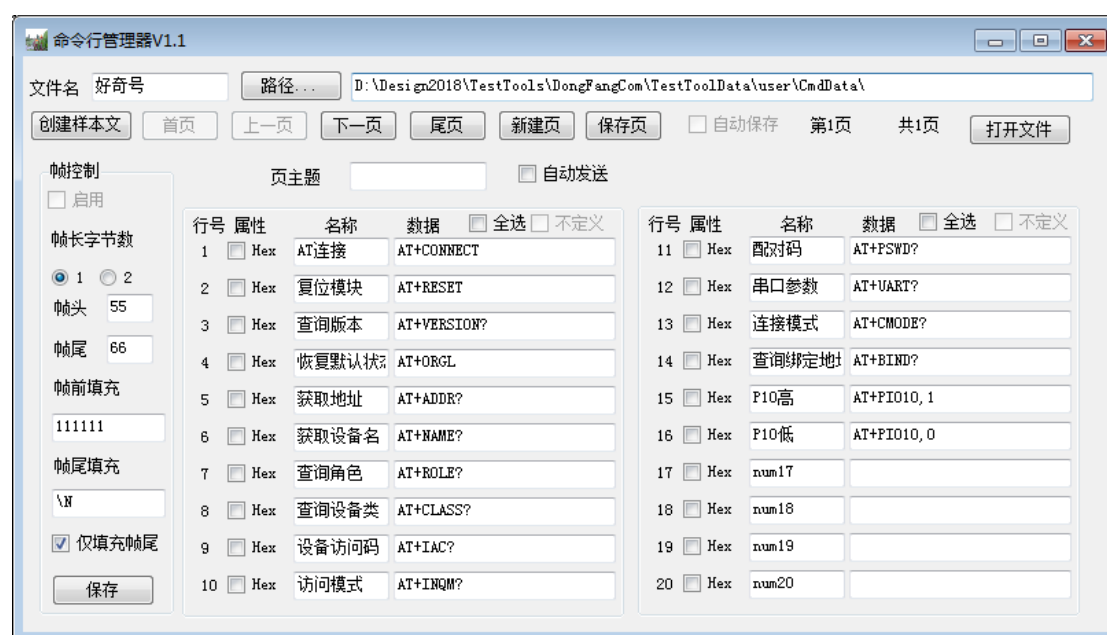 命令行管理器V1.1
文件名 好奇号 路径... D:\Design2018\TestTools\DongFangCom\TestToolData\user\CmdData\
创建样本文 首页 上一页 下一页 尾页 新建页 保存页 自动保存 第1页 共1页 打开文件
帧控制
启用
帧长字节数
1 2
帧头 55
帧尾 66
帧前填充
111111
帧尾填充
\N
仅填充帧尾
保存
页主题 自动发送
行号 属性 名称 数据 全选 不定义
1 Hex AT连接 AT+CONNECT
2 Hex 复位模块 AT+RESET
3 Hex 查询版本 AT+VERSION?
4 Hex 恢复默认状 AT+ORGL
5 Hex 获取地址 AT+ADDR?
6 Hex 获取设备名 AT+NAME?
7 Hex 查询角色 AT+ROLE?
8 Hex 查询设备类 AT+CLASS?
9 Hex 设备访问码 AT+IAC?
10 Hex 访问模式 AT+INQM?
行号 属性 名称 数据 全选 不定义
11 Hex 配对码 AT+PSWD?
12 Hex 串口参数 AT+UART?
13 Hex 连接模式 AT+CMODE?
14 Hex 查询绑定地 AT+BIND?
15 Hex P10高 AT+PIO10,1
16 Hex P10低 AT+PIO10,0
17 Hex num17
18 Hex num18
19 Hex num19
20 Hex num20